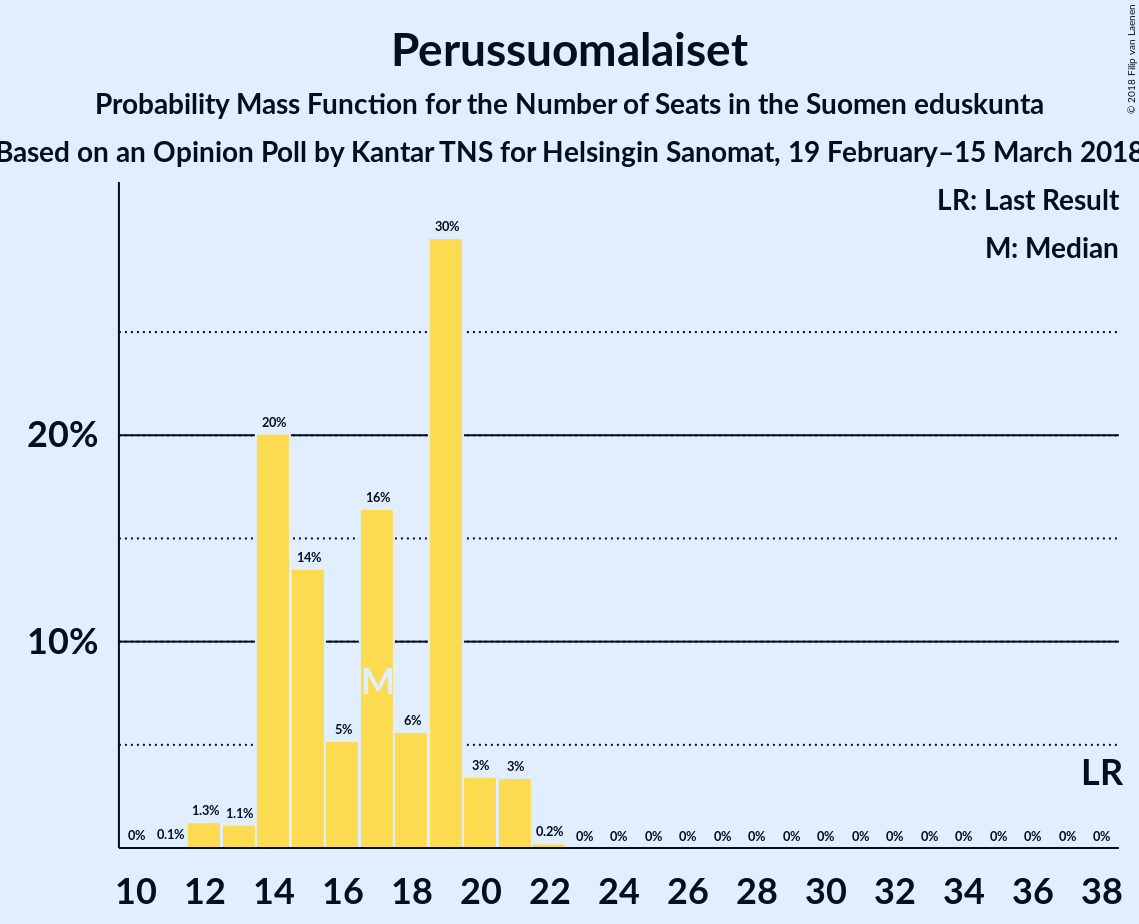 Perussuomalaiset
Probability Mass Function for the Number of Seats in the Suomen eduskunta
Based on an Opinion Poll by Kantar TNS for Helsingin Sanomat, 19 February–15 March 2018
© 2018 Filip van Laenen
LR: Last Result
M: Median
30%
20%
20%
16%
14%
10%
M
6%
5%
LR
3% 3%
1.3% 1.1%
0% 0.1% 0.2% 0% 0% 0% 0% 0% 0% 0% 0% 0% 0% 0% 0% 0% 0% 0% 0%
10 12 14 16 18 20 22 24 26 28 30 32 34 36 38